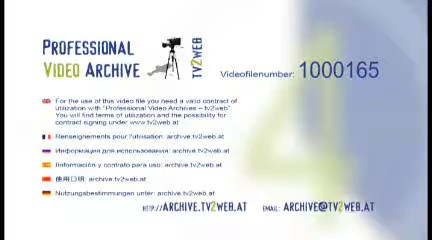 PROFESSIONAL
VIDEO ARCHIVE
TV2WEB
Videofilenumber: 1000165
For the use of this video file you need a valid contract of
utilization with "Professional Video Archives – tv2web".
You will find terms of utilization and the possibility for
contract signing under www.tv2web.at
Renseignements pour l'utilisation: archive.tv2web.at
Информация для использования: archive.tv2web.at
Información y contrato para uso: archive.tv2web.at
使用口明: archive.tv2web.at
Nutzungsbestimmungen unter: archive.tv2web.at
HTTP://ARCHIVE.TV2WEB.AT EMAIL: ARCHIVE@TV2WEB.AT